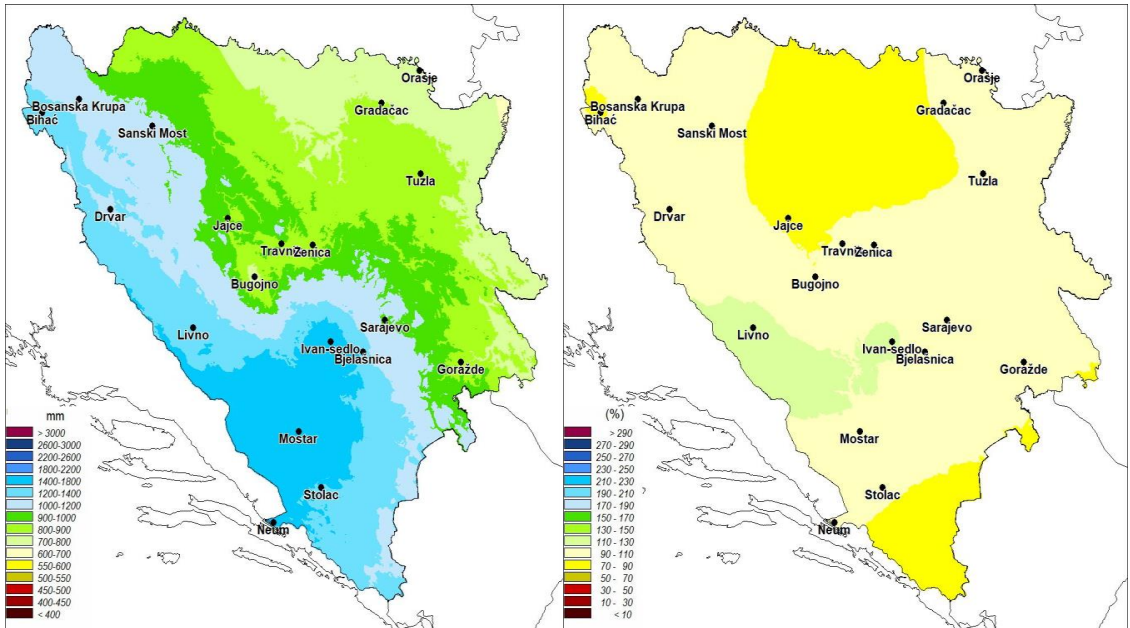 Orašje
Bosanska Krupa
Bihać
Gradačac
Sanski Most
Tuzla
Drvar
Jajce
Travnik
Zenica
Bugojno
Livno
Sarajevo
Ivan-sedlo
Bjelašnica
Goražde
Mostar
Stolac
Neum
mm
> 3000
2600-3000
2200-2600
1800-2200
1400-1800
1200-1400
1000-1200
900-1000
800-900
700-800
600-700
550-600
500-550
450-500
400-450
< 400
Orašje
Bosanska Krupa
Bihać
Gradačac
Sanski Most
Tuzla
Drvar
Jajce
Travnik
Zenica
Bugojno
Livno
Sarajevo
Ivan-sedlo
Bjelašnica
Goražde
Mostar
Stolac
Neum
(%)
> 290
270 - 290
250 - 270
230 - 250
210 - 230
190 - 210
170 - 190
150 - 170
130 - 150
110 - 130
90 - 110
70 - 90
50 - 70
30 - 50
10 - 30
< 10